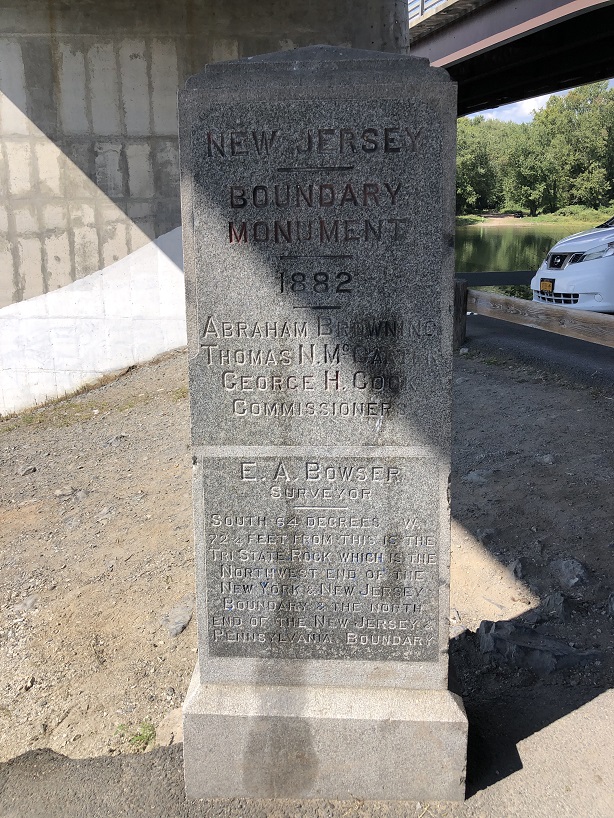 NEW JERSEY
BOUNDARY
MONUMENT
1882
ABRAHAM BROWNING
THOMAS N. McCARTER
GEORGE H. COOK
COMMISSIONERS
E. A. BOWSER
SURVEYOR
SOUTH 64 DEGREES W.
72¼ FEET FROM THIS IS THE
TRI STATE ROCK WHICH IS THE
NORTHWEST END OF THE
NEW YORK & NEW JERSEY
BOUNDARY & THE NORTH
END OF THE NEW JERSEY &
PENNSYLVANIA BOUNDARY